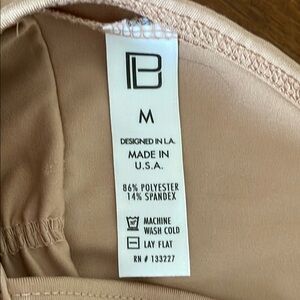 B
M
DESIGNED IN L.A.
MADE IN
U.S.A.
86% POLYESTER
14% SPANDEX
MACHINE
WASH COLD
LAY FLAT
RN # 133227